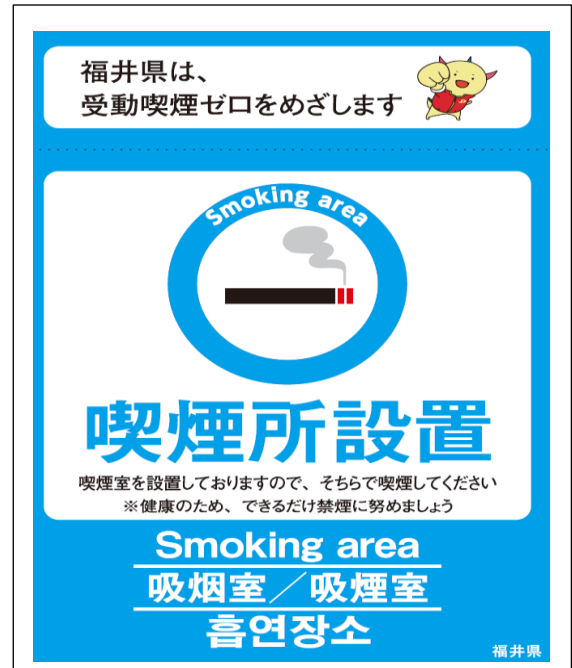 福井県は、
受動喫煙ゼロをめざします
Smoking area
喫煙所設置
喫煙室を設置しておりますので、そちらで喫煙してください
※健康のため、できるだけ禁煙に努めましょう
Smoking area
吸烟室／吸煙室
흡연장소
福井県